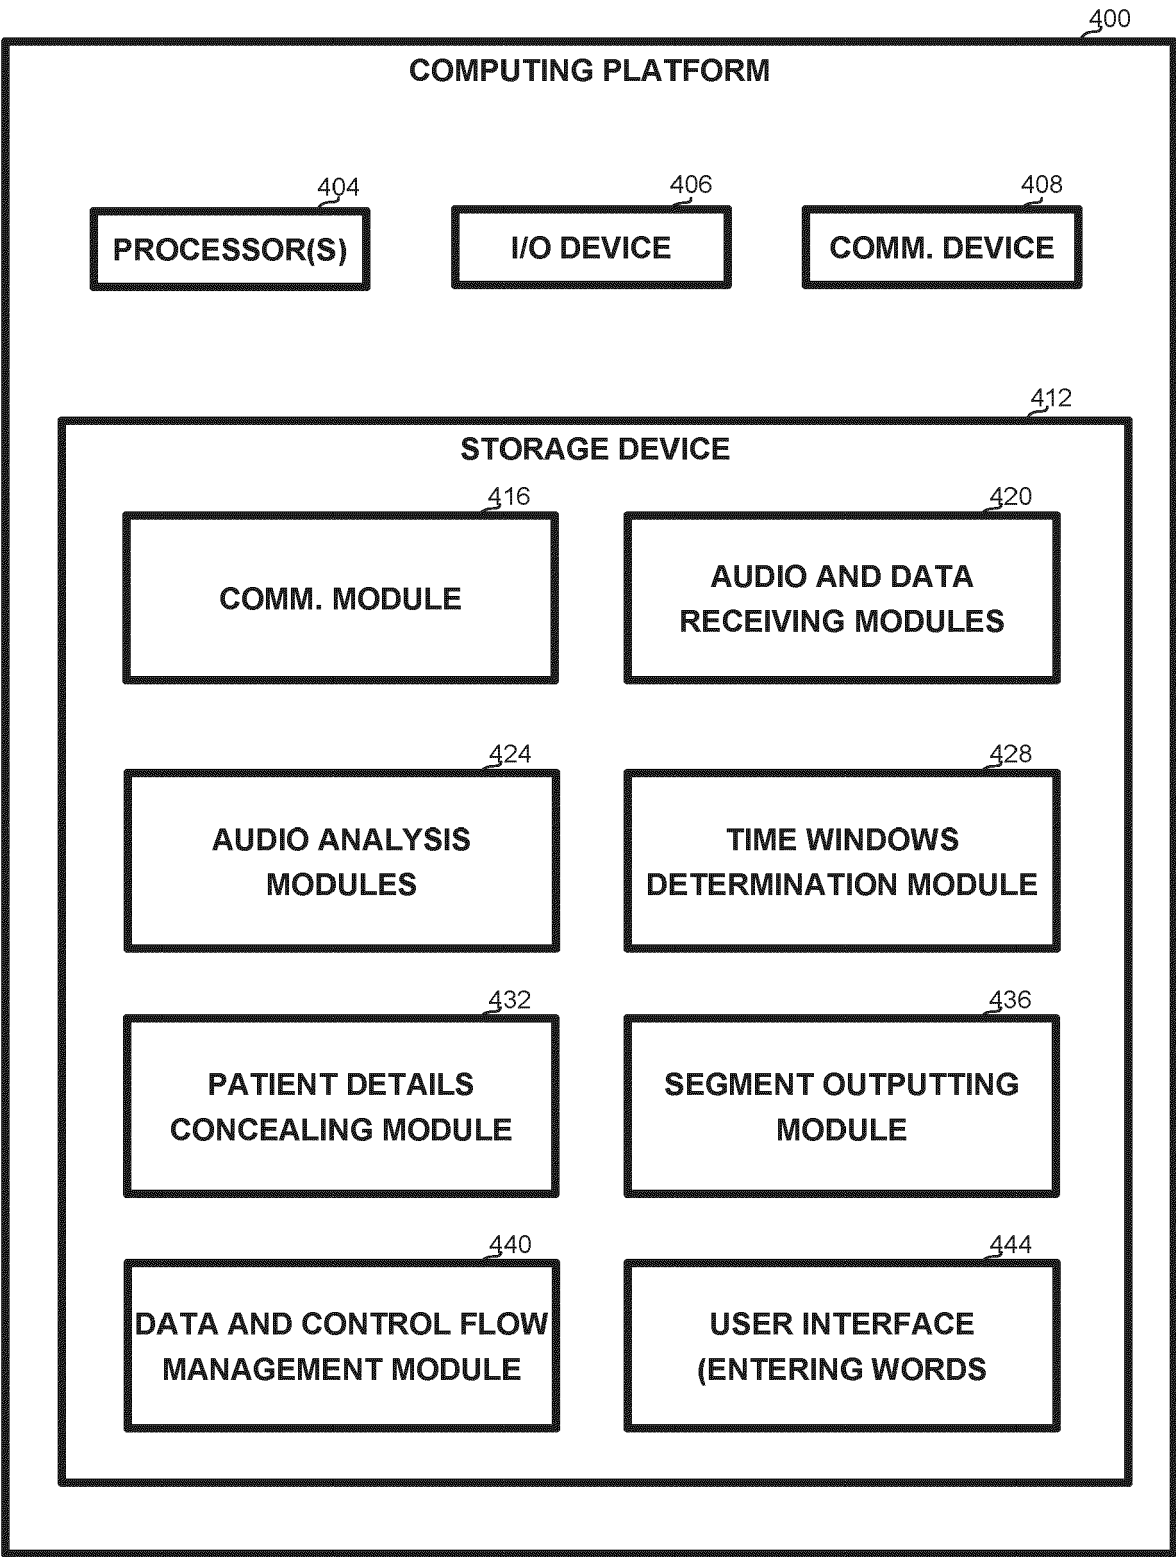 400
COMPUTING PLATFORM
404
406
408
PROCESSOR(S)
I/O DEVICE
COMM. DEVICE
412
STORAGE DEVICE
416
420
COMM. MODULE
AUDIO AND DATA
RECEIVING MODULES
424
428
AUDIO ANALYSIS
MODULES
TIME WINDOWS
DETERMINATION MODULE
432
436
PATIENT DETAILS
CONCEALING MODULE
SEGMENT OUTPUTTING
MODULE
440
444
DATA AND CONTROL FLOW
MANAGEMENT MODULE
USER INTERFACE
(ENTERING WORDS